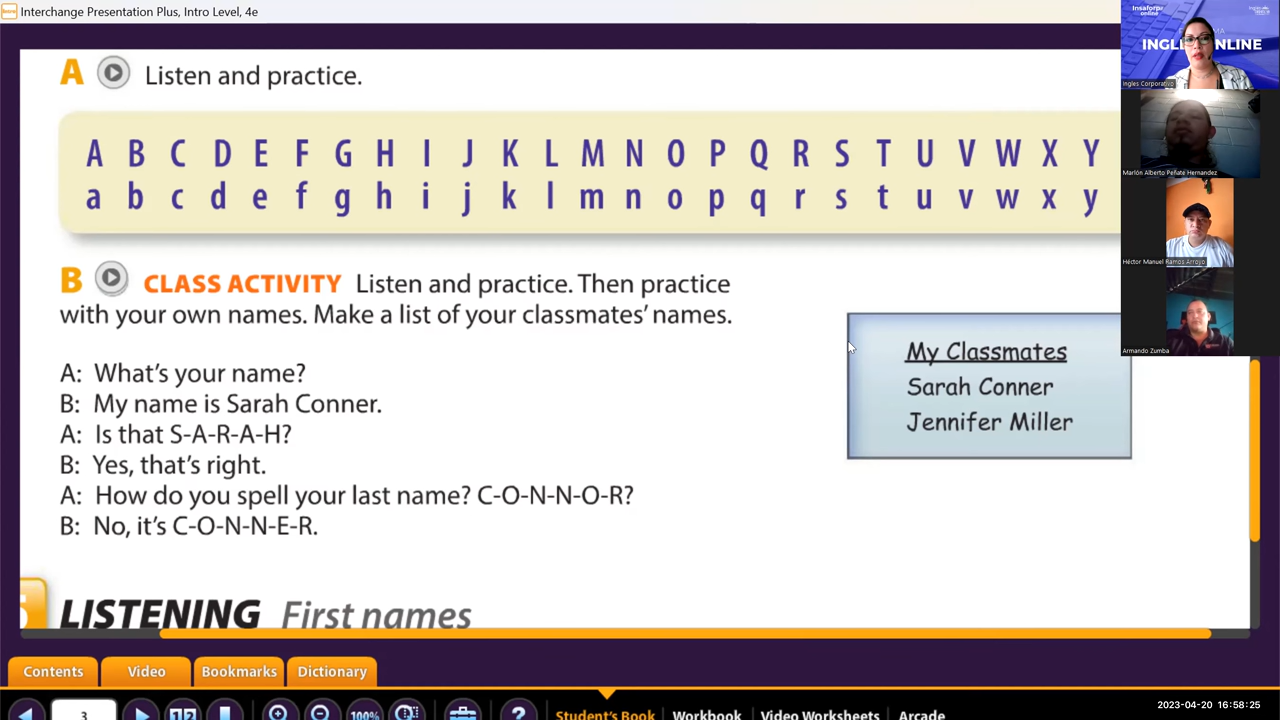 Interchange Presentation Plus, Intro Level, 4e
A Listen and practice.
A B C D E F G H I J K L M N O P Q R S T U V W X Y
a b c d e f g h i j k l m n o p q r s t u v w x y
B CLASS ACTIVITY Listen and practice. Then practice
with your own names. Make a list of your classmates' names.
A: What's your name?
B: My name is Sarah Conner.
A: Is that S-A-R-A-H?
B: Yes, that's right.
A: How do you spell your last name? C-O-N-N-O-R?
B: No, it's C-O-N-N-E-R.
My Classmates
Sarah Conner
Jennifer Miller
LISTENING First names
Contents Video Bookmarks Dictionary
3 100% ? Student's Book Workbook Video Worksheets Arcade
Insaforp
online
Ingles Corporativo
Marlón Alberto Peñate Hernandez
Héctor Manuel Ramos Arroyo
Armando Zumba
2023-04-20 16:58:25